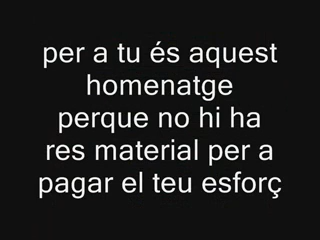 per a tu és aquest
homenatge
perque no hi ha
res material per a
pagar el teu esforç